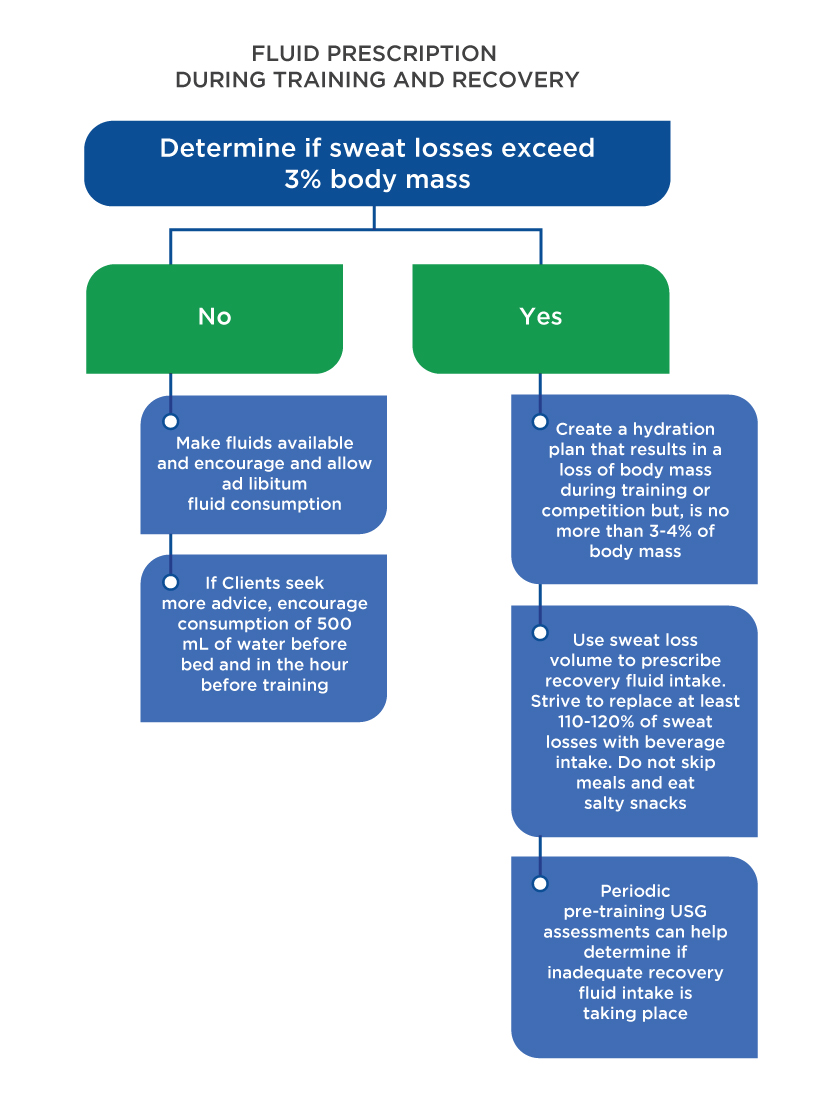 FLUID PRESCRIPTION
DURING TRAINING AND RECOVERY
Determine if sweat losses exceed
3% body mass
No
Yes
Make fluids available
and encourage and allow
ad libitum
fluid consumption
If Clients seek
more advice, encourage
consumption of 500
mL of water before
bed and in the hour
before training
Create a hydration
plan that results in a
loss of body mass
during training or
competition but, is no
more than 3-4% of
body mass
Use sweat loss
volume to prescribe
recovery fluid intake.
Strive to replace at least
110-120% of sweat
losses with beverage
intake. Do not skip
meals and eat
salty snacks
Periodic
pre-training USG
assessments can help
determine if
inadequate recovery
fluid intake is
taking place